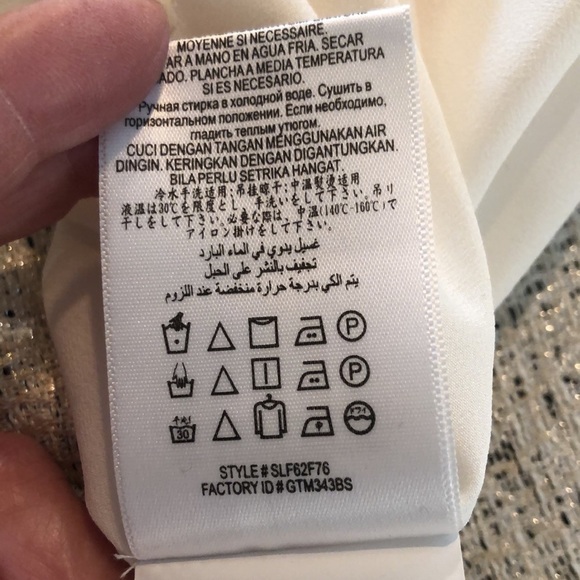 MOYENNE SI NECESSAIRE.
AR A MANO EN AGUA FRIA. SECAR
ADO. PLANCHA A MEDIA TEMPERATURA
SI ES NECESARIO.
Ручная стирка в холодной воде. Сушить в
горизонтальном положении. Если необходимо,
гладить теплым утюгом.
CUCI DENGAN TANGAN MENGGUNAKAN AIR
DINGIN. KERINGKAN DENGAN DIGANTUNGKAN.
BILA PERLU SETRIKA HANGAT.
冷水手洗适用;吊挂晾干;中温熨烫适用
液温は30℃を限度とし、手洗いをして下さい。吊り
干しをして下さい。必要な際は、中温(140℃-160℃)で
アイロン掛けをして下さい。
غسيل يدوي في الماء البارد
تجفيف بالنشر على الحبل
يتم الكي بدرجة حرارة منخفضة عند اللزوم
P
P
30
STYLE # SLF62F76
FACTORY ID # GTM343BS